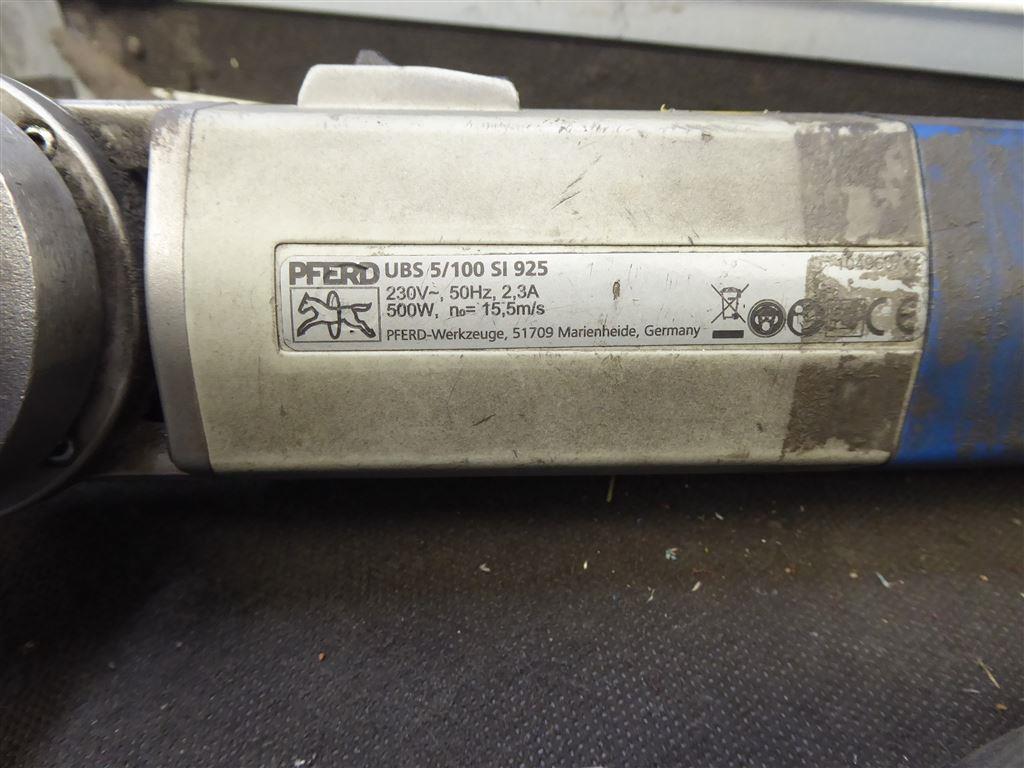 PFERD UBS 5/100 SI 925
230V~, 50Hz, 2,3A
500W, n₀= 15,5m/s
PFERD-Werkzeuge, 51709 Marienheide, Germany
CE